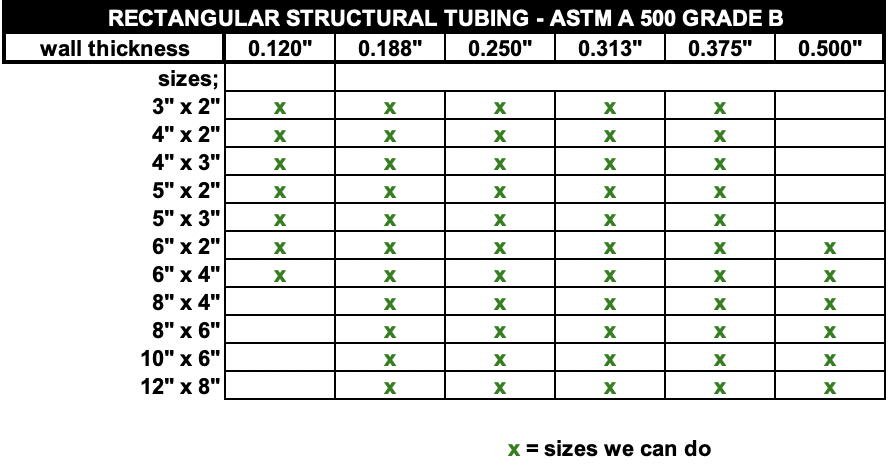 RECTANGULAR STRUCTURAL TUBING - ASTM A 500 GRADE B
wall thickness 0.120" 0.188" 0.250" 0.313" 0.375" 0.500"
sizes;
3" x 2" x x x x x
4" x 2" x x x x x
4" x 3" x x x x x
5" x 2" x x x x x
5" x 3" x x x x x
6" x 2" x x x x x x
6" x 4" x x x x x x
8" x 4" x x x x x
8" x 6" x x x x x
10" x 6" x x x x x
12" x 8" x x x x x
x = sizes we can do